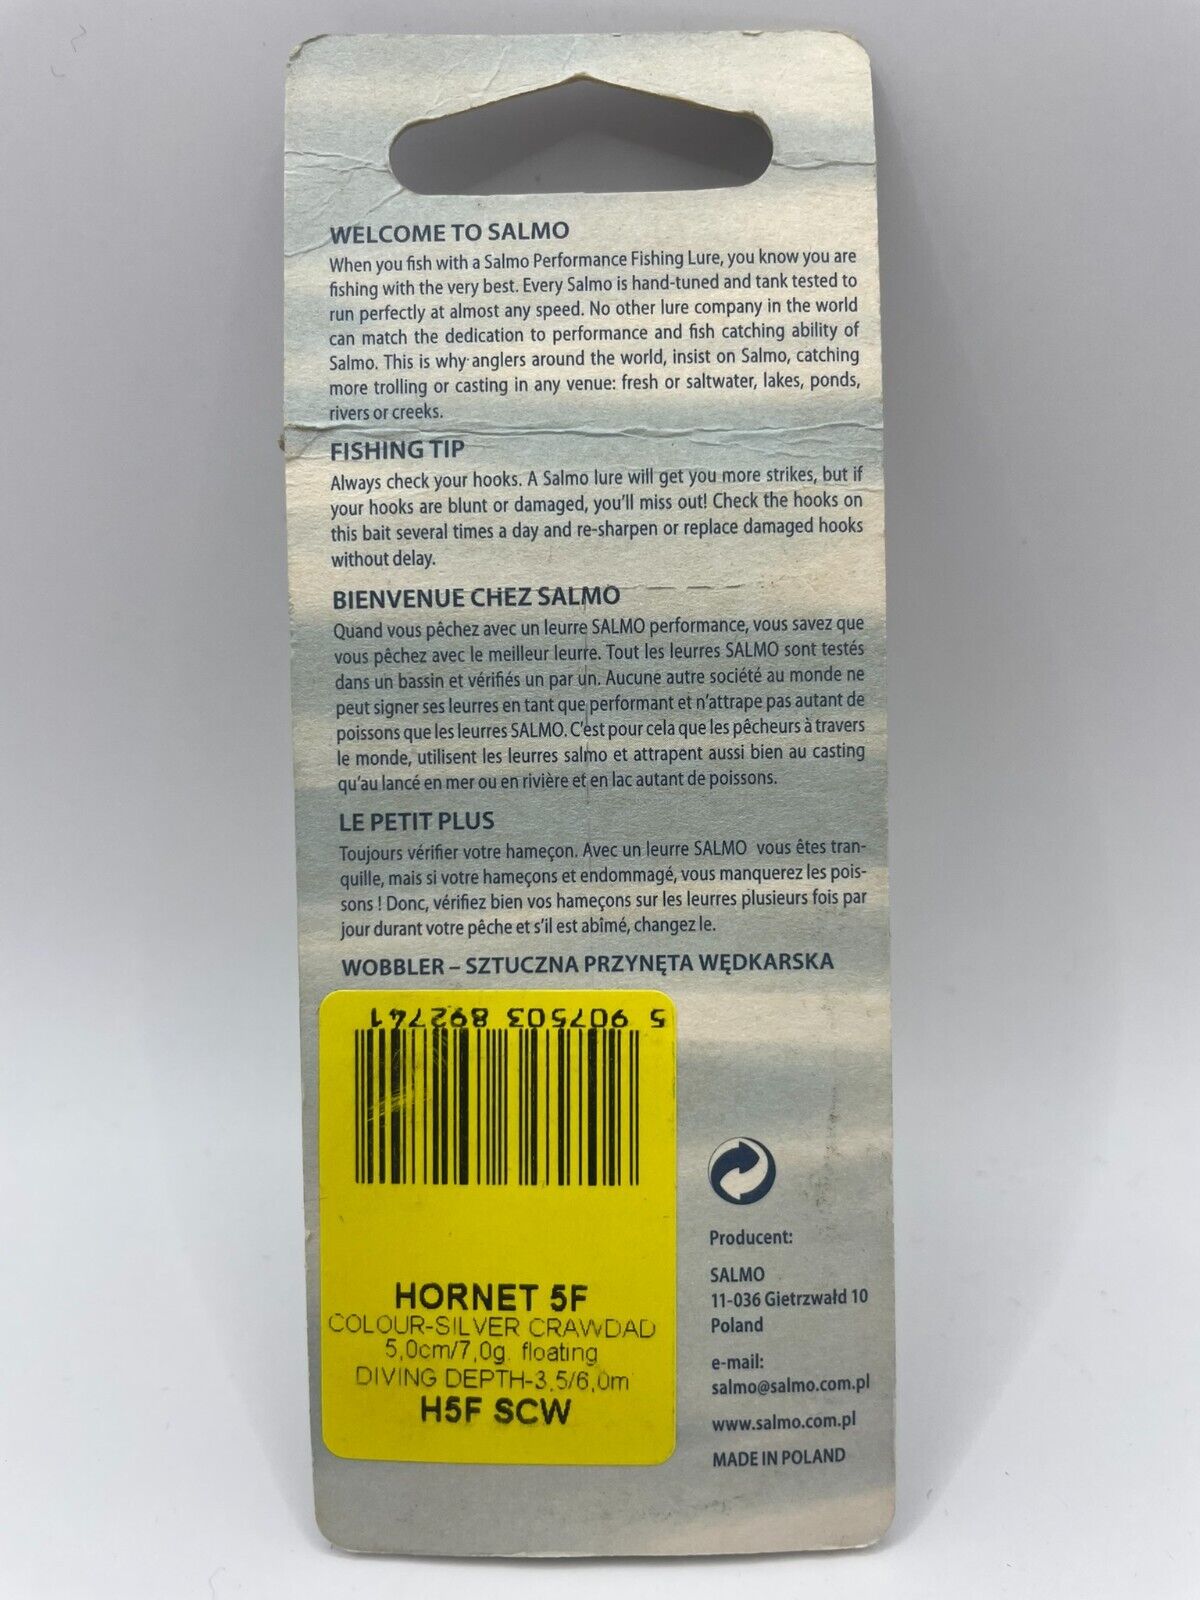 WELCOME TO SALMO
When you fish with a Salmo Performance Fishing Lure, you know you are
fishing with the very best. Every Salmo is hand-tuned and tank tested to
run perfectly at almost any speed. No other lure company in the world
can match the dedication to performance and fish catching ability of
Salmo. This is why anglers around the world, insist on Salmo, catching
more trolling or casting in any venue: fresh or saltwater, lakes, ponds,
rivers or creeks.
FISHING TIP
Always check your hooks. A Salmo lure will get you more strikes, but if
your hooks are blunt or damaged, you'll miss out! Check the hooks on
this bait several times a day and re-sharpen or replace damaged hooks
without delay.
BIENVENUE CHEZ SALMO
Quand vous pêchez avec un leurre SALMO performance, vous savez que
vous pêchez avec le meilleur leurre. Tout les leurres SALMO sont testés
dans un bassin et vérifiés un par un. Aucune autre société au monde ne
peut signer ses leurres en tant que performant et n'attrape pas autant de
poissons que les leurres SALMO. C'est pour cela que les pêcheurs à travers
le monde, utilisent les leurres salmo et attrapent aussi bien au casting
qu'au lancé en mer ou en rivière et en lac autant de poissons.
LE PETIT PLUS
Toujours vérifier votre hameçon. Avec un leurre SALMO vous êtes tran-
quille, mais si votre hameçons et endommagé, vous manquerez les pois-
sons ! Donc, vérifiez bien vos hameçons sur les leurres plusieurs fois par
jour durant votre pêche et s'il est abîmé, changez le.
WOBBLER – SZTUCZNA PRZYNĘTA WĘDKARSKA
5 907503 892741
HORNET 5F
COLOUR-SILVER CRAWDAD
5,0cm/7,0g. floating
DIVING DEPTH-3,5/6,0m
H5F SCW
Producent:
SALMO
11-036 Gietrzwałd 10
Poland
e-mail:
salmo@salmo.com.pl
www.salmo.com.pl
MADE IN POLAND